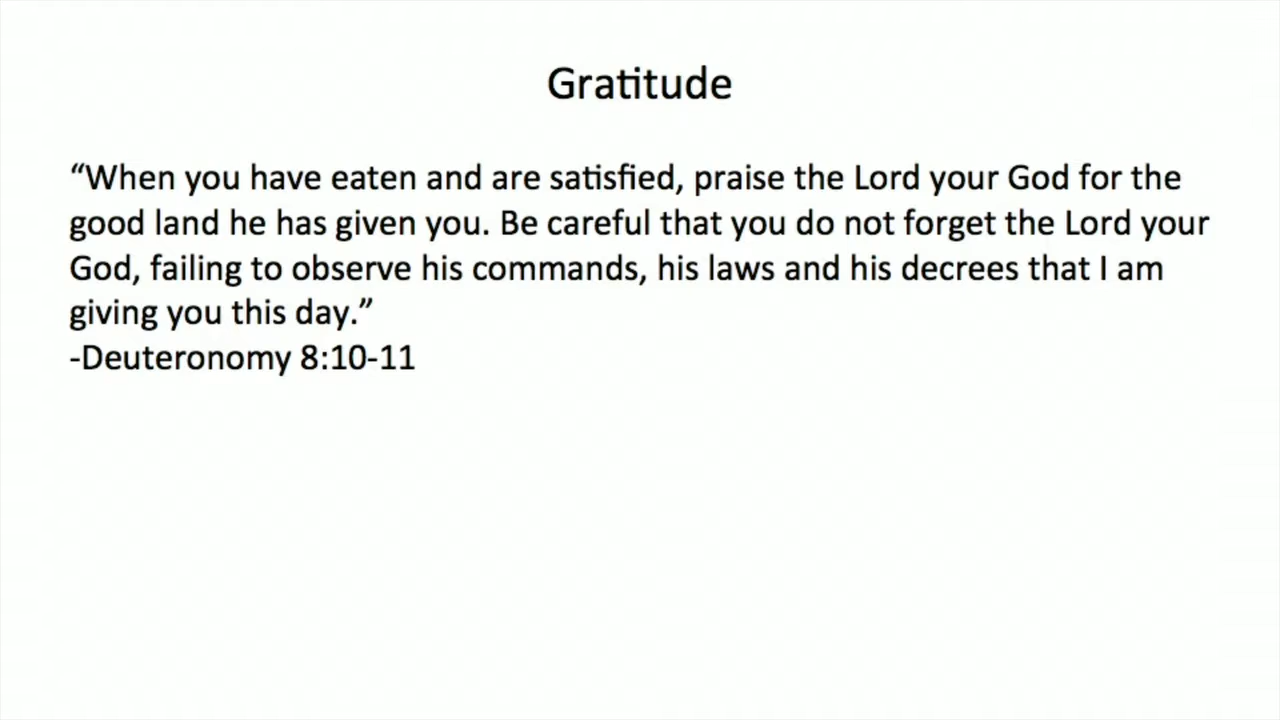 Gratitude
“When you have eaten and are satisfied, praise the Lord your God for the
good land he has given you. Be careful that you do not forget the Lord your
God, failing to observe his commands, his laws and his decrees that I am
giving you this day.”
-Deuteronomy 8:10-11